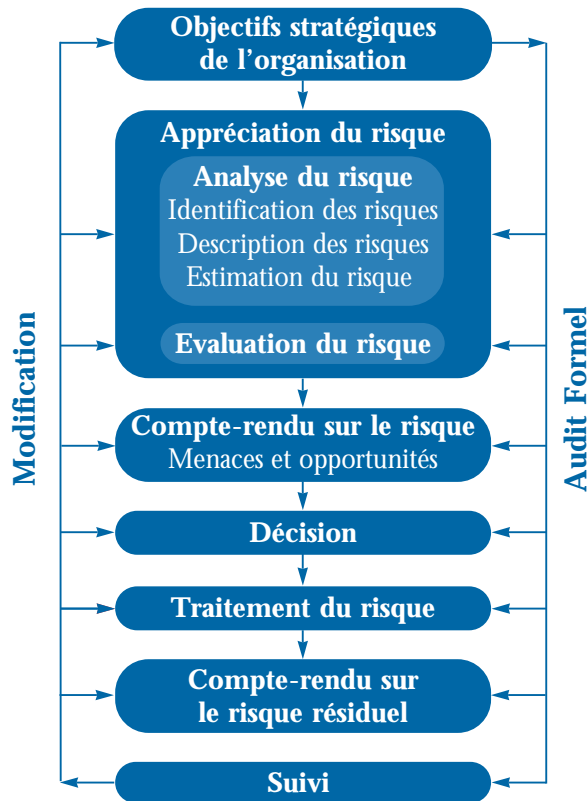 Objectifs stratégiques
de l'organisation
Appréciation du risque
Analyse du risque
Identification des risques
Description des risques
Estimation du risque
Evaluation du risque
Compte-rendu sur le risque
Menaces et opportunités
Décision
Traitement du risque
Compte-rendu sur
le risque résiduel
Suivi
Modification
Audit Formel